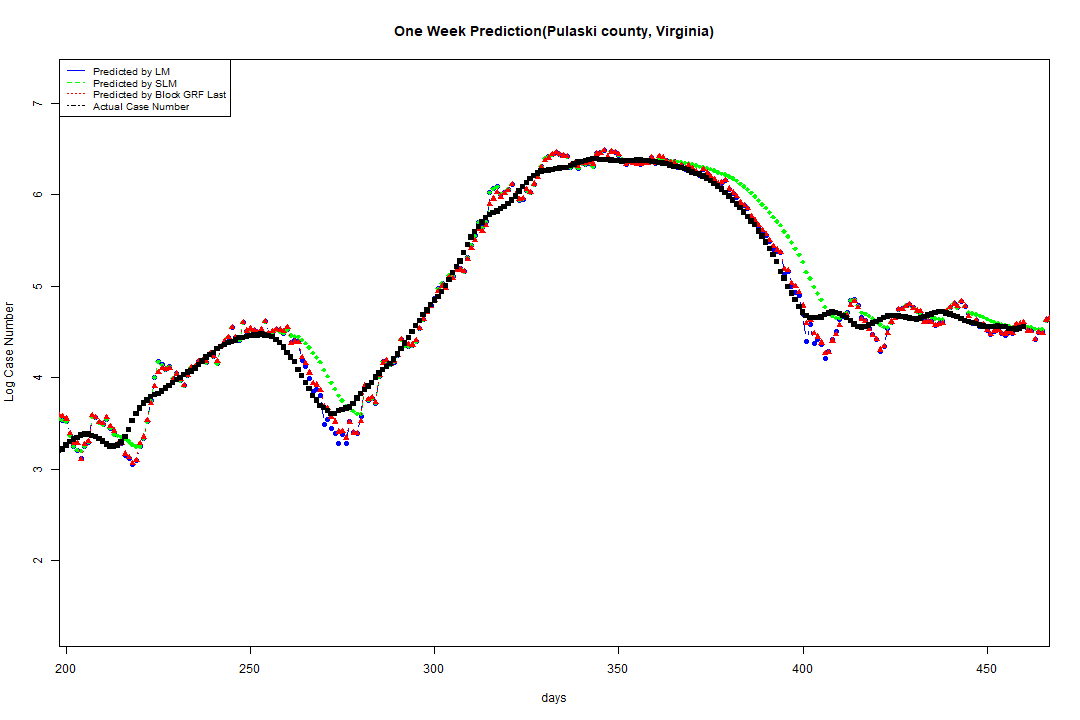 One Week Prediction(Pulaski county, Virginia)
Predicted by LM
Predicted by SLM
Predicted by Block GRF Last
Actual Case Number
7
6
5
4
3
2
Log Case Number
200 250 300 350 400 450
days